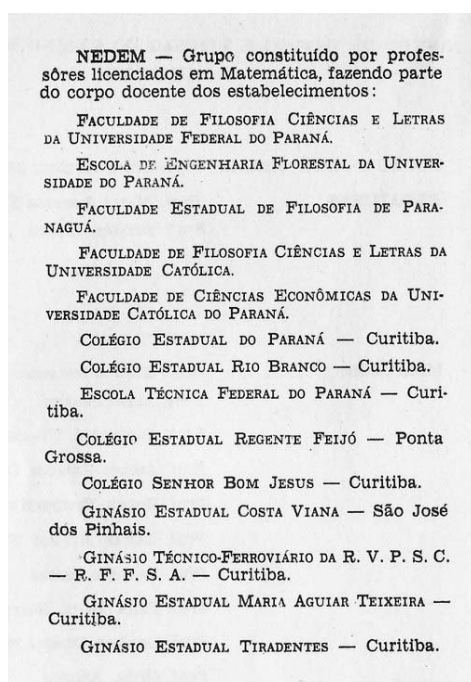 NEDEM — Grupo constituído por profes-
sôres licenciados em Matemática, fazendo parte
do corpo docente dos estabelecimentos:
FACULDADE DE FILOSOFIA CIÊNCIAS E LETRAS
DA UNIVERSIDADE FEDERAL DO PARANÁ.
ESCOLA DE ENGENHARIA FLORESTAL DA UNIVER-
SIDADE DO PARANÁ.
FACULDADE ESTADUAL DE FILOSOFIA DE PARA-
NAGUÁ.
FACULDADE DE FILOSOFIA CIÊNCIAS E LETRAS DA
UNIVERSIDADE CATÓLICA.
FACULDADE DE CIÊNCIAS ECONÔMICAS DA UNI-
VERSIDADE CATÓLICA DO PARANÁ.
COLÉGIO ESTADUAL DO PARANÁ — Curitiba.
COLÉGIO ESTADUAL RIO BRANCO — Curitiba.
ESCOLA TÉCNICA FEDERAL DO PARANÁ — Curi-
tiba.
COLÉGIO ESTADUAL REGENTE FEIJÓ — Ponta
Grossa.
COLÉGIO SENHOR BOM JESUS — Curitiba.
GINÁSIO ESTADUAL COSTA VIANA — São José
dos Pinhais.
GINÁSIO TÉCNICO-FERROVIÁRIO DA R. V. P. S. C.
— R. F. F. S. A. — Curitiba.
GINÁSIO ESTADUAL MARIA AGUIAR TEIXEIRA —
Curitiba.
GINÁSIO ESTADUAL TIRADENTES — Curitiba.